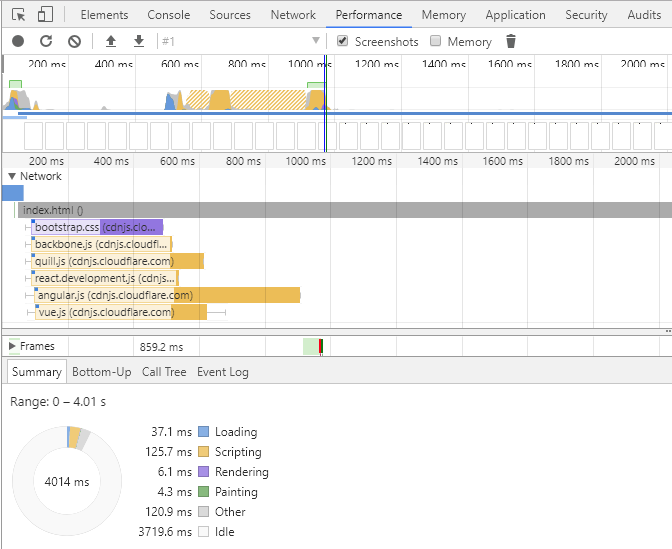 Elements Console Sources Network Performance Memory Application Security Audits
#1 Screenshots Memory
200 ms 400 ms 600 ms 800 ms 1000 ms 1200 ms 1400 ms 1600 ms 1800 ms 2000 ms
200 ms 400 ms 600 ms 800 ms 1000 ms 1200 ms 1400 ms 1600 ms 1800 ms 2000 ms
Network
index.html ()
bootstrap.css (cdnjs.clo...
backbone.js (cdnjs.cloudfl...
quill.js (cdnjs.cloudflare.com)
react.development.js (cdnjs...
angular.js (cdnjs.cloudflare.com)
vue.js (cdnjs.cloudflare.com)
Frames 859.2 ms
Summary Bottom-Up Call Tree Event Log
Range: 0 – 4.01 s
37.1 ms Loading
125.7 ms Scripting
6.1 ms Rendering
4014 ms
4.3 ms Painting
120.9 ms Other
3719.6 ms Idle